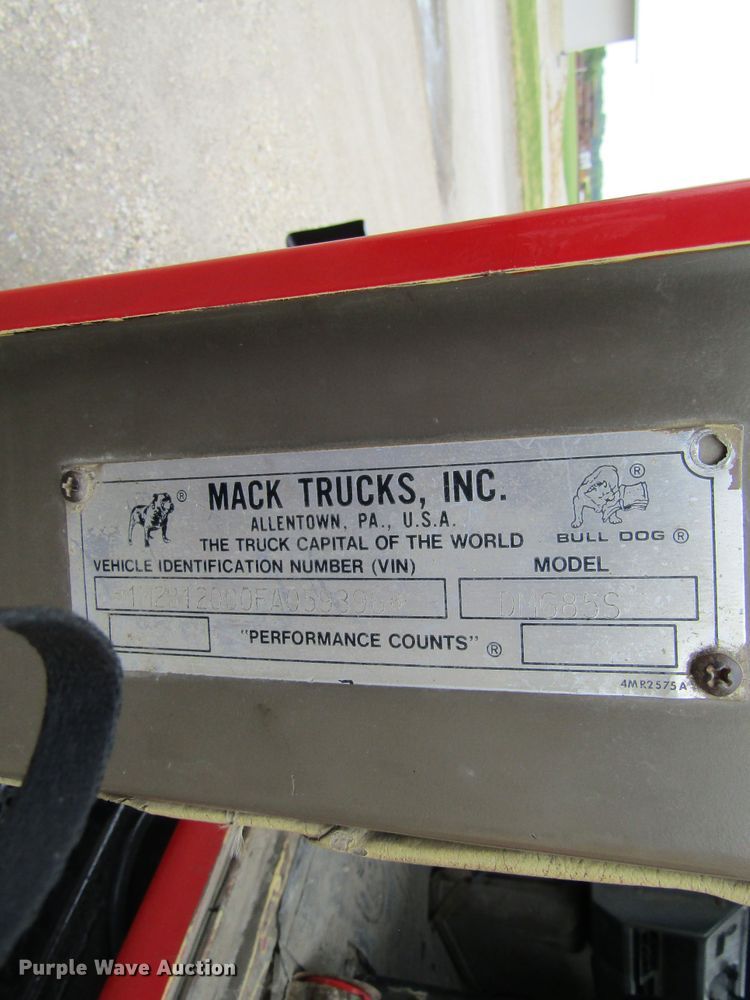 MACK TRUCKS, INC.
ALLENTOWN, PA., U.S.A.
THE TRUCK CAPITAL OF THE WORLD
® ® BULL DOG ®
VEHICLE IDENTIFICATION NUMBER (VIN) MODEL
DM685S
"PERFORMANCE COUNTS" ®
4MR2575A
Purple Wave Auction